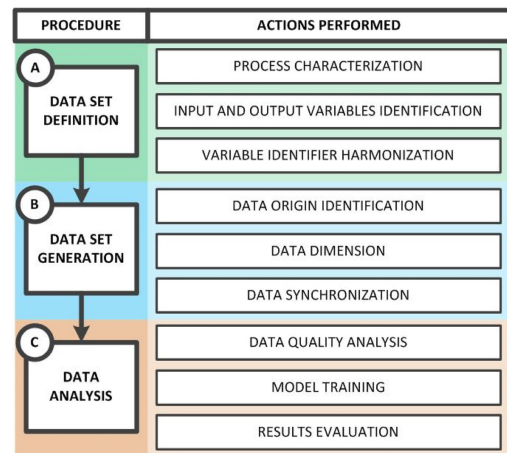 PROCEDURE
ACTIONS PERFORMED
A
DATA SET
DEFINITION
PROCESS CHARACTERIZATION
INPUT AND OUTPUT VARIABLES IDENTIFICATION
VARIABLE IDENTIFIER HARMONIZATION
B
DATA SET
GENERATION
DATA ORIGIN IDENTIFICATION
DATA DIMENSION
DATA SYNCHRONIZATION
C
DATA
ANALYSIS
DATA QUALITY ANALYSIS
MODEL TRAINING
RESULTS EVALUATION